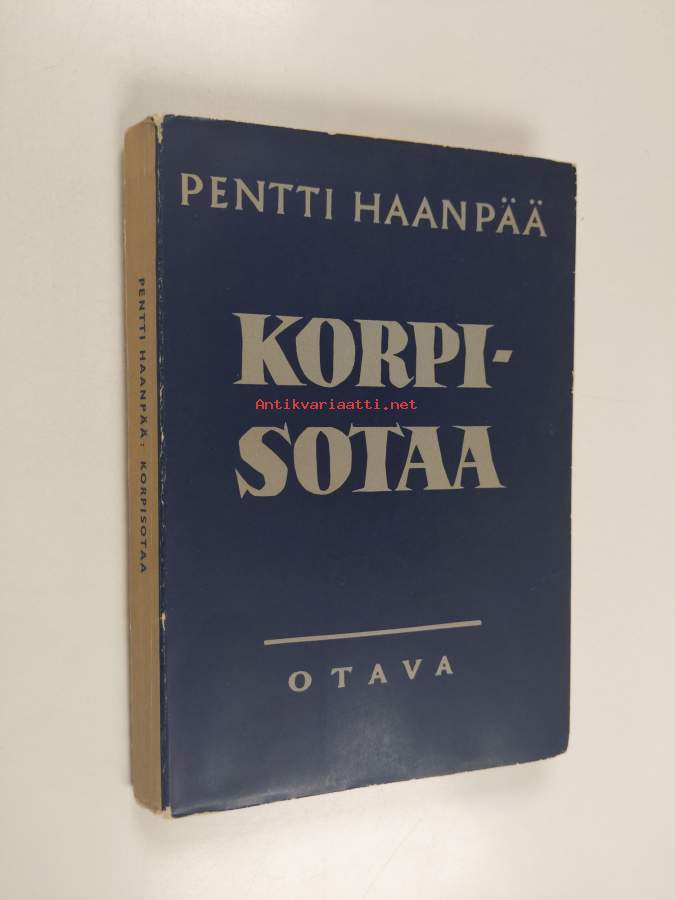 PENTTI HAANPÄÄ
KORPI-
Antikvariaatti.net
SOTAA
OTAVA
PENTTI HAANPÄÄ: KORPISOTAA